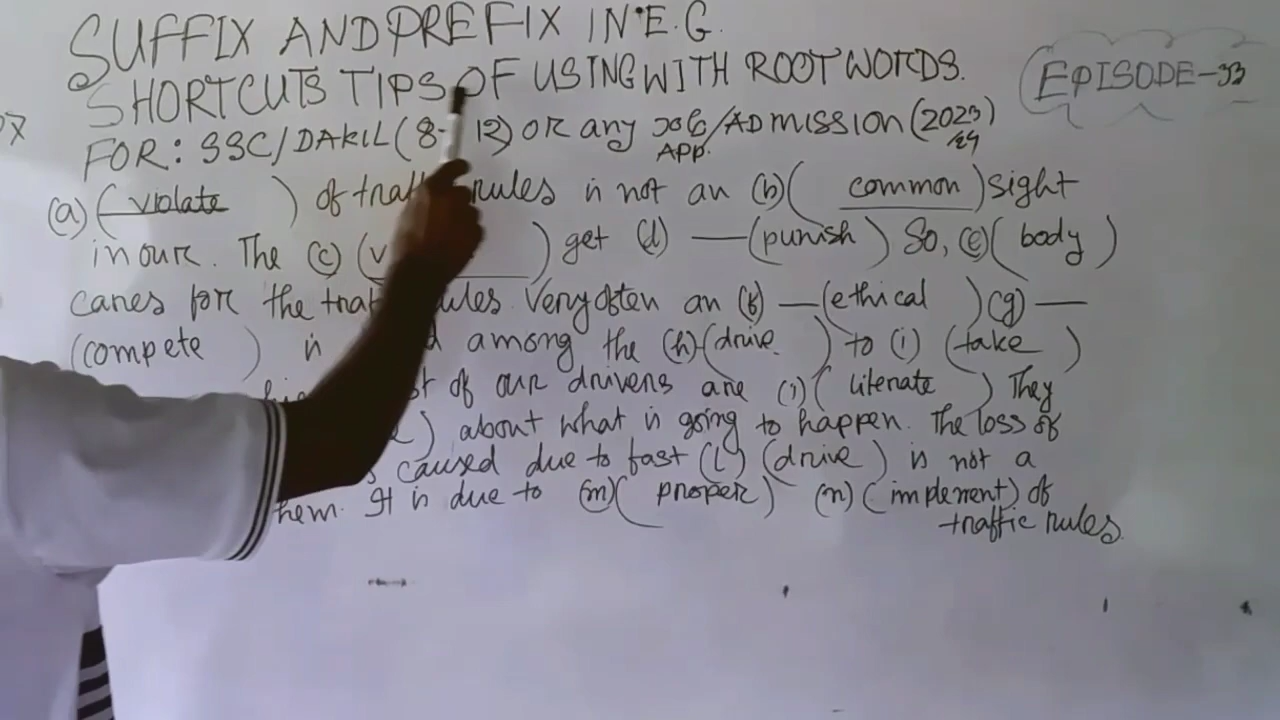 SUFFIX AND PREFIX IN E.G.
SHORTCUTS TIPS OF USING WITH ROOT WORDS.
EPISODE-33
07
FOR: SSC/DAKIL (8- 12) OR any job/ADMISSION (2023)
APP. /24
(a) (violate ) of rules is not an (b) ( common ) sight
in our. The (c) ( ) get (d) — (punish ) So, (e) ( body )
cares for the rules. Very often an (f) — (ethical ) (g) —
(compete ) is among the (h) (drive ) to (i) (take )
of our drivers are (i) ( literate ) They
) about what is going to happen. The loss of
caused due to fast (l) (drive ) is not a
them. It is due to (m) ( proper ) (n) ( implement) of
traffic rules.